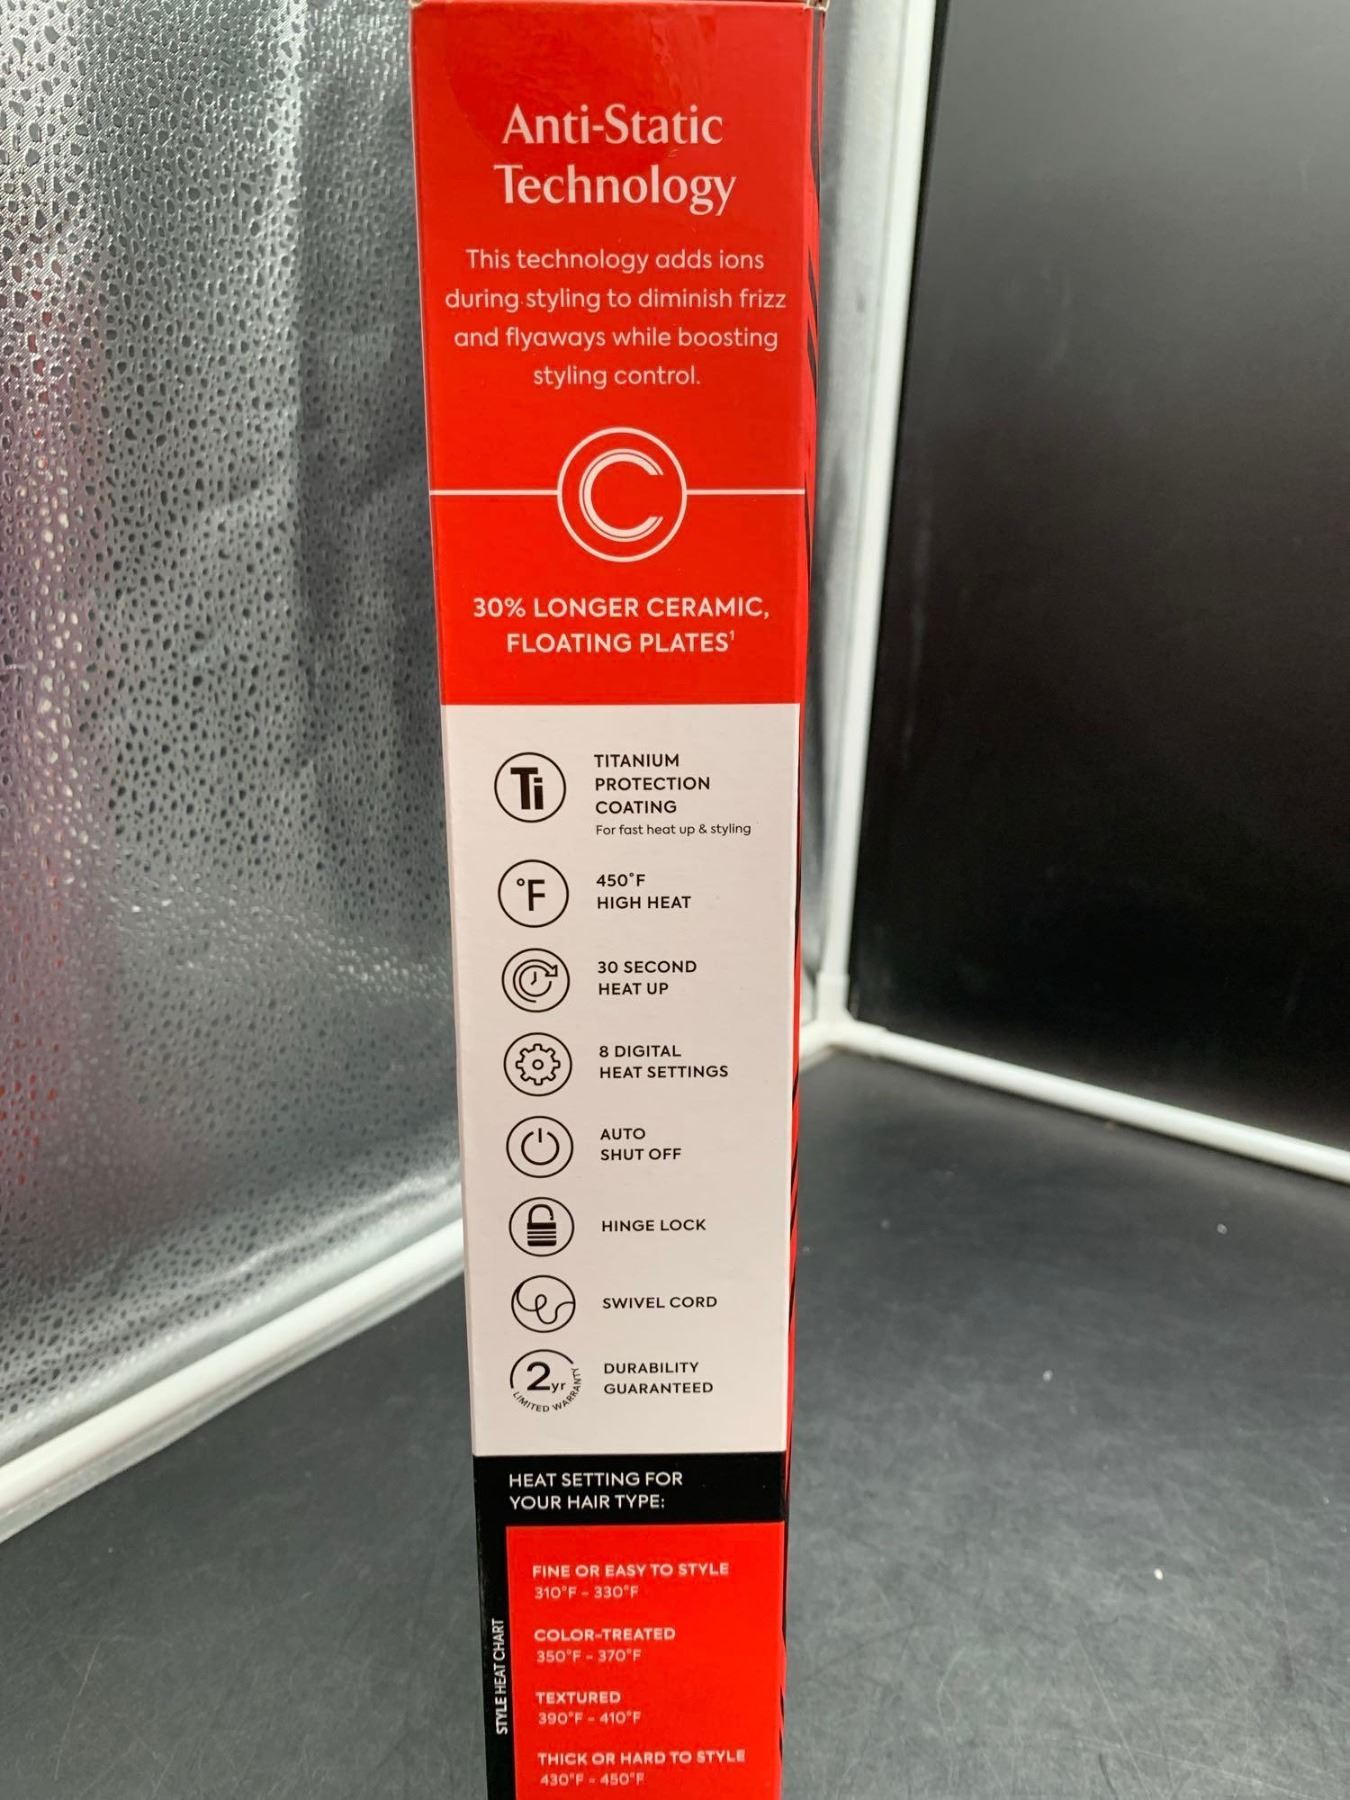 Anti-Static
Technology
This technology adds ions
during styling to diminish frizz
and flyaways while boosting
styling control.
C
30% LONGER CERAMIC,
FLOATING PLATES¹
Ti
TITANIUM
PROTECTION
COATING
For fast heat up & styling
°F
450°F
HIGH HEAT
30 SECOND
HEAT UP
8 DIGITAL
HEAT SETTINGS
AUTO
SHUT OFF
HINGE LOCK
SWIVEL CORD
2yr
LIMITED WARRANTY
DURABILITY
GUARANTEED
HEAT SETTING FOR
YOUR HAIR TYPE:
STYLE HEAT CHART
FINE OR EASY TO STYLE
310°F - 330°F
COLOR-TREATED
350°F - 370°F
TEXTURED
390°F - 410°F
THICK OR HARD TO STYLE
430°F - 450°F